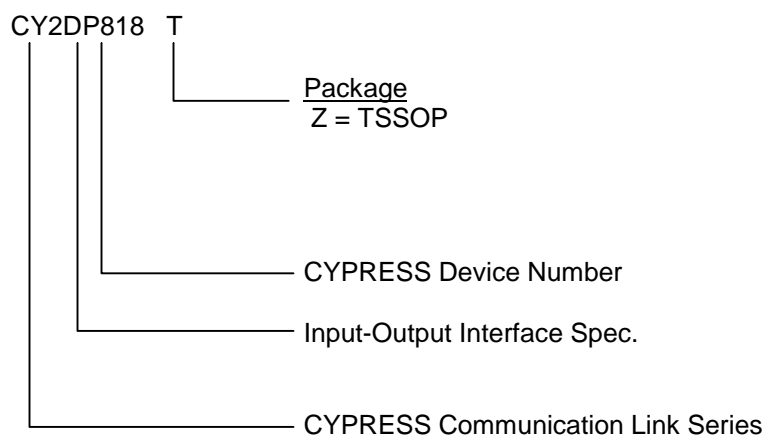 CY2DP818 T
Package
Z = TSSOP
CYPRESS Device Number
Input-Output Interface Spec.
CYPRESS Communication Link Series